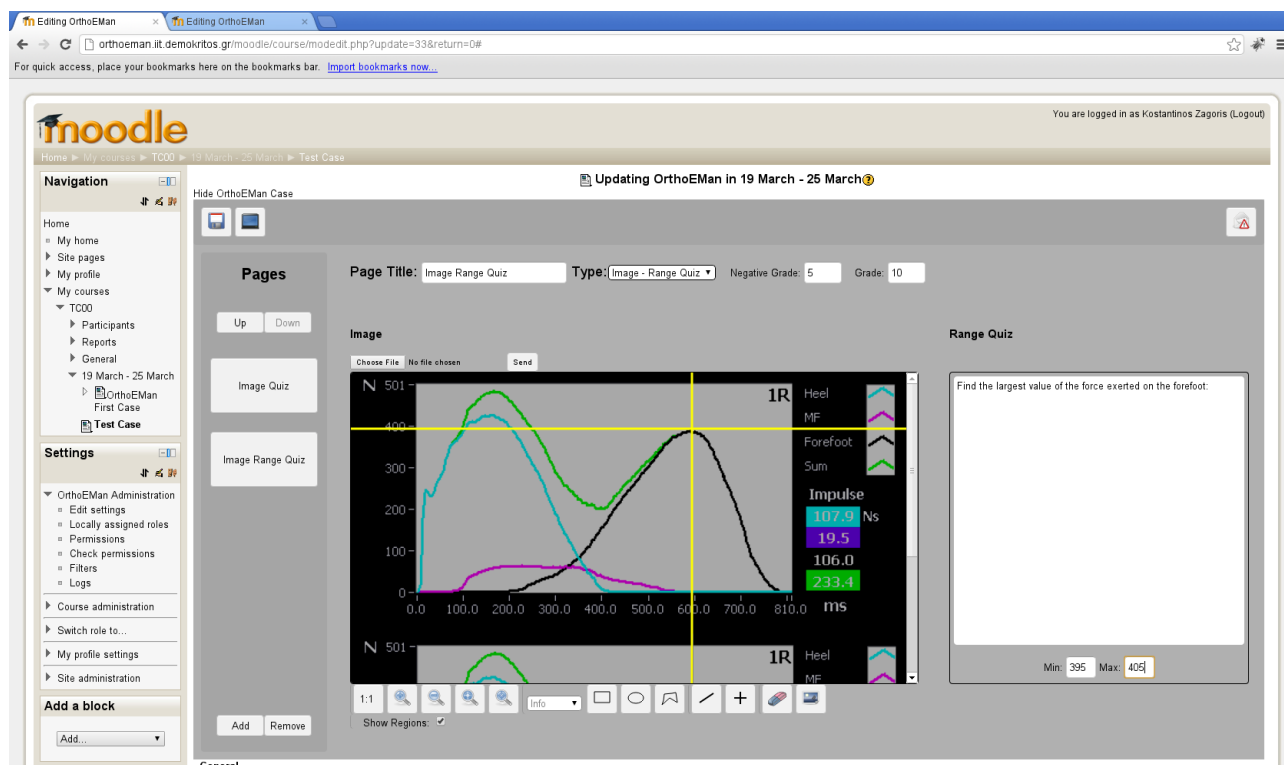 Editing OrthoEMan × Editing OrthoEMan ×
orthoeman.iit.demokritos.gr/moodle/course/modedit.php?update=33&return=0#
For quick access, place your bookmarks here on the bookmarks bar. Import bookmarks now...
moodle
You are logged in as Kostantinos Zagoris (Logout)
Home ► My courses ► TC00 ► 19 March - 25 March ► Test Case
Navigation
Home
My home
Site pages
My profile
My courses
TC00
Participants
Reports
General
19 March - 25 March
OrthoEMan
First Case
Test Case
Settings
OrthoEMan Administration
Edit settings
Locally assigned roles
Permissions
Check permissions
Filters
Logs
Course administration
Switch role to...
My profile settings
Site administration
Add a block
Add...
Updating OrthoEMan in 19 March - 25 March
Hide OrthoEMan Case
Pages
Up Down
Image Quiz
Image Range Quiz
Add Remove
Page Title: Image Range Quiz Type: Image - Range Quiz Negative Grade: 5 Grade: 10
Image
Choose File No file chosen Send
N 501 1R Heel
400 MF
Forefoot
300 Sum
Impulse
200 107.9 Ns
19.5
100 106.0
233.4
0
0.0 100.0 200.0 300.0 400.0 500.0 600.0 700.0 810.0 ms
N 501 1R Heel
MF
1:1 Info
Show Regions:
Range Quiz
Find the largest value of the force exerted on the forefoot:
Min: 395 Max: 405
General